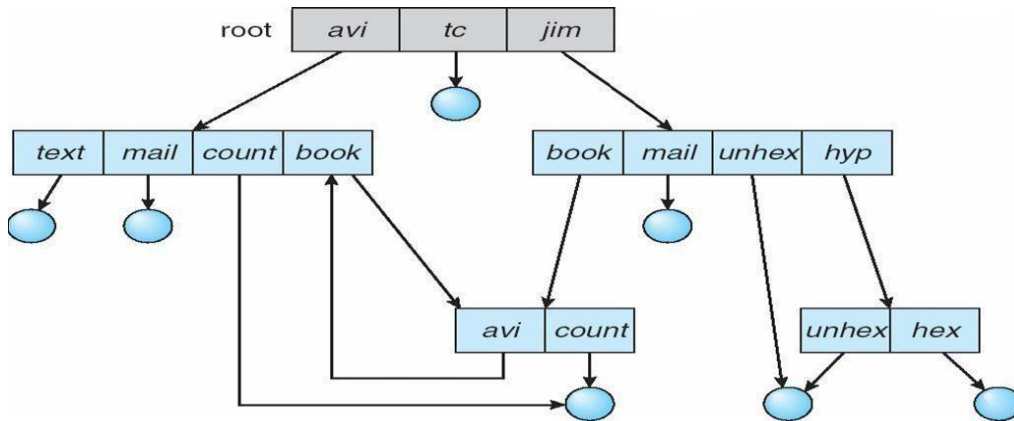 root avi tc jim
text mail count book book mail unhex hyp
avi count unhex hex